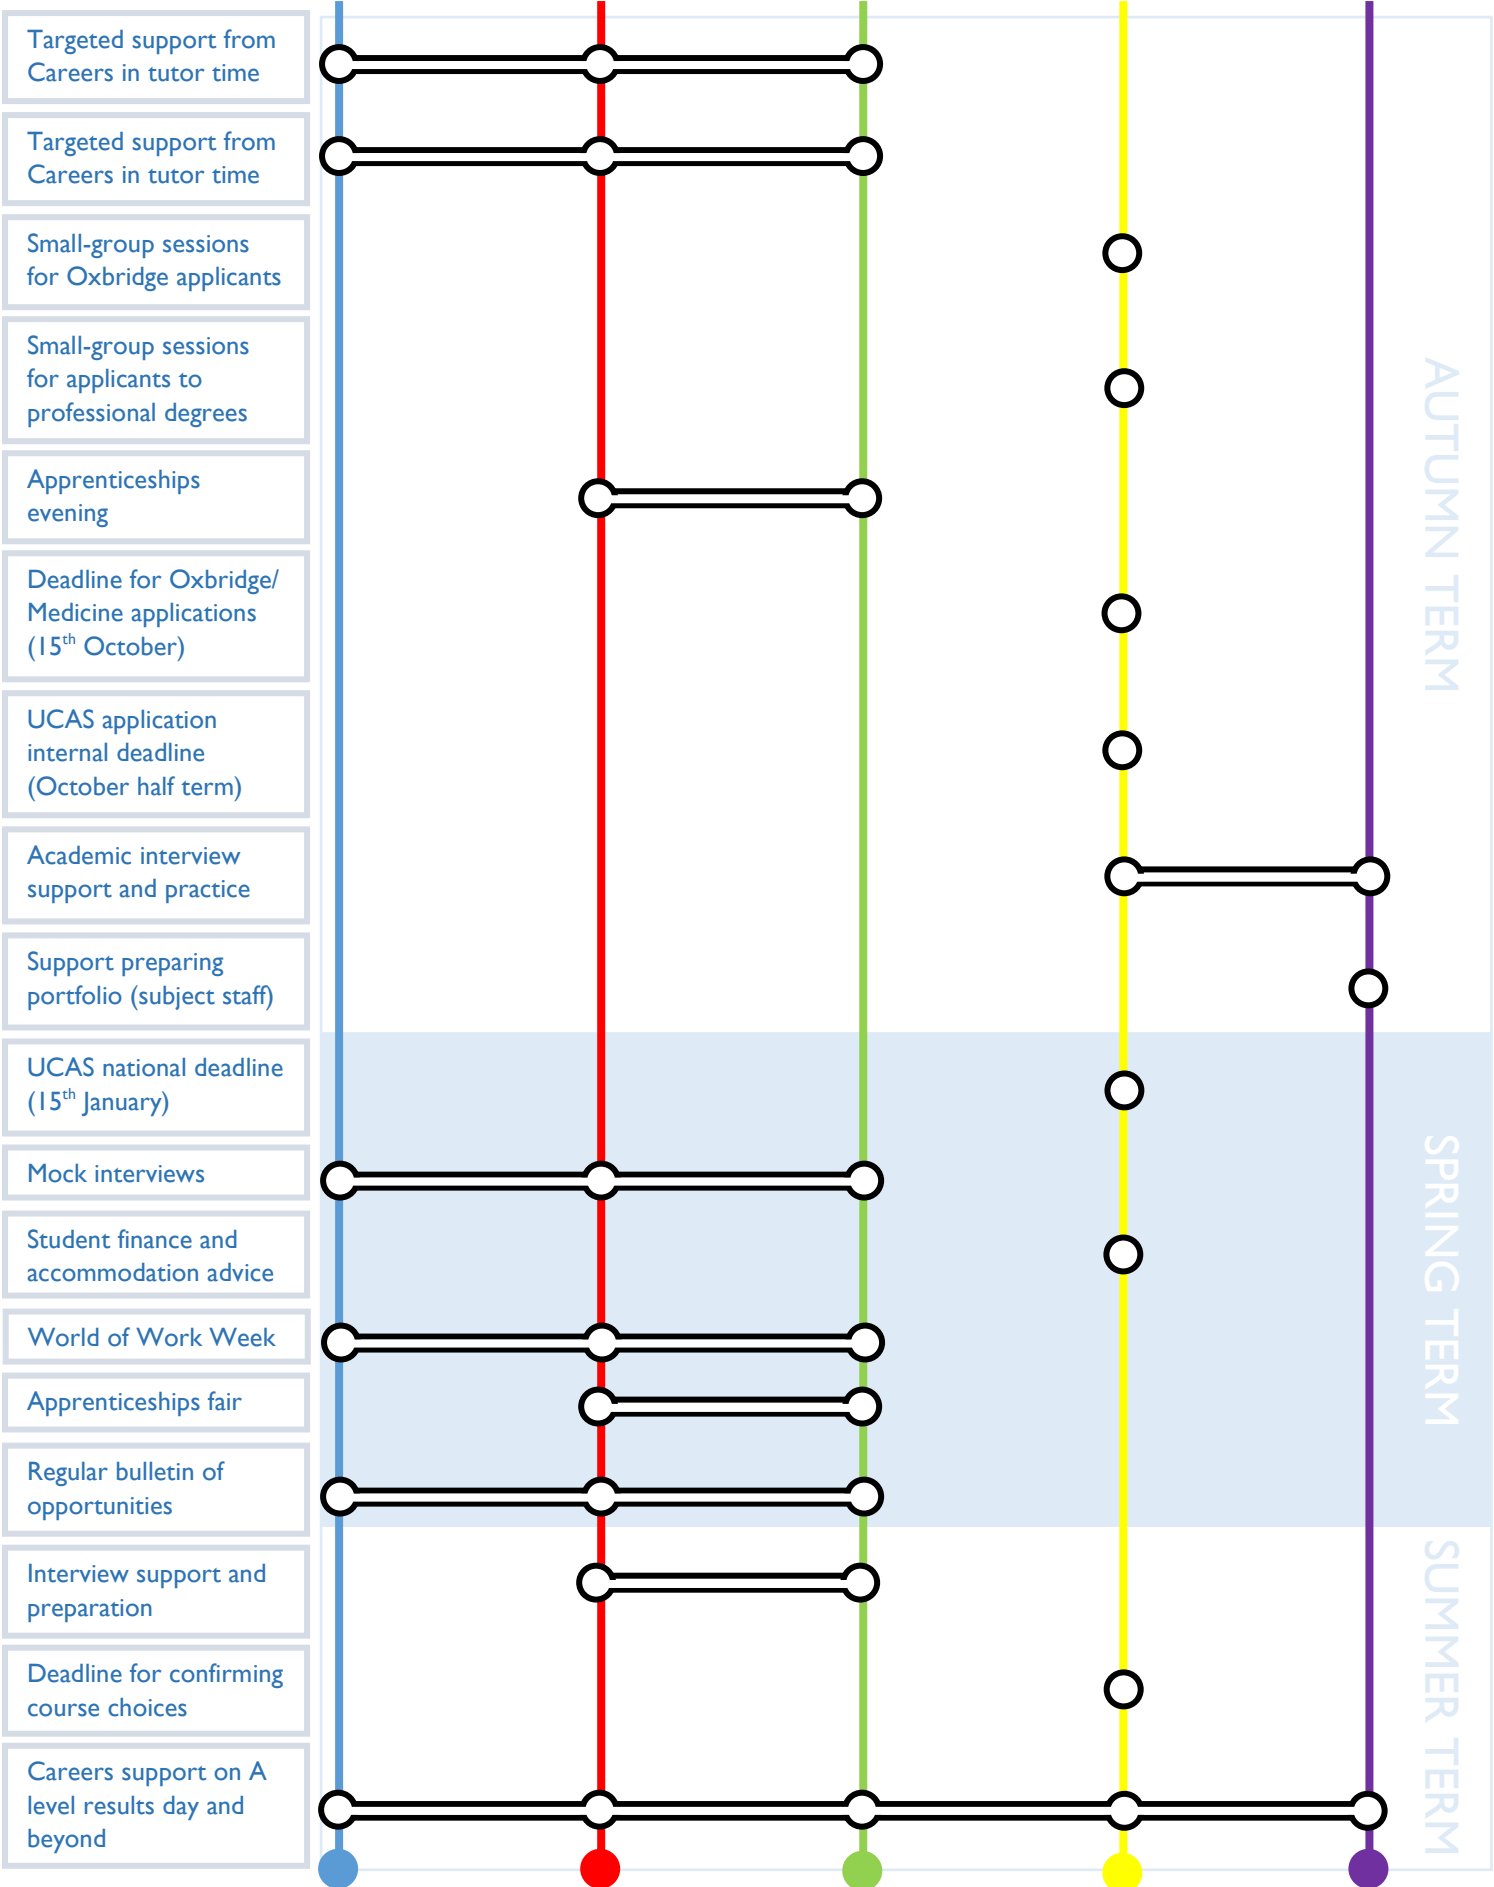 Targeted support from
Careers in tutor time
Targeted support from
Careers in tutor time
Small-group sessions
for Oxbridge applicants
Small-group sessions
for applicants to
professional degrees
Apprenticeships
evening
Deadline for Oxbridge/
Medicine applications
(15th October)
UCAS application
internal deadline
(October half term)
Academic interview
support and practice
Support preparing
portfolio (subject staff)
AUTUMN TERM
UCAS national deadline
(15th January)
Mock interviews
Student finance and
accommodation advice
World of Work Week
Apprenticeships fair
Regular bulletin of
opportunities
SPRING TERM
Interview support and
preparation
Deadline for confirming
course choices
Careers support on A
level results day and
beyond
SUMMER TERM